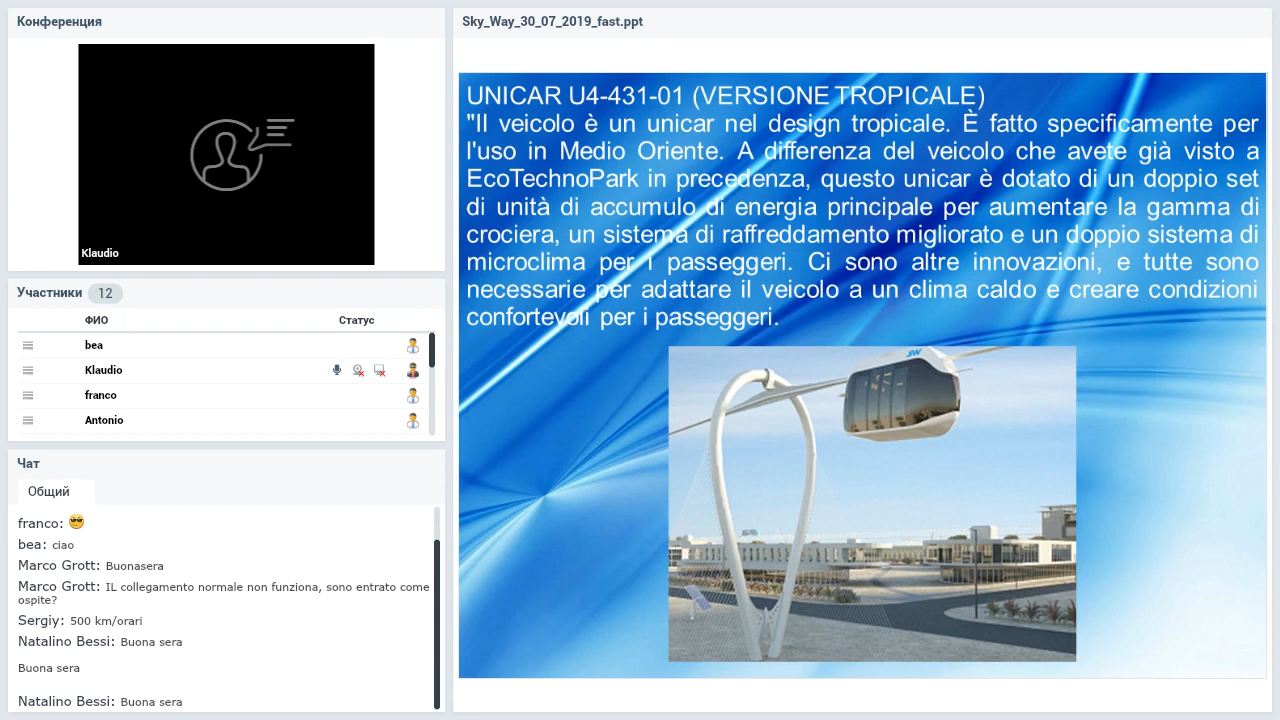 Конференция
Klaudio
Участники 12
ФИО Статус
bea
Klaudio
franco
Antonio
Чат
Общий
franco:
bea: ciao
Marco Grott: Buonasera
Marco Grott: IL collegamento normale non funziona, sono entrato come
ospite?
Sergiy: 500 km/orari
Natalino Bessi: Buona sera
Buona sera
Natalino Bessi: Buona sera
Sky_Way_30_07_2019_fast.ppt
UNICAR U4-431-01 (VERSIONE TROPICALE)
"Il veicolo è un unicar nel design tropicale. È fatto specificamente per
l'uso in Medio Oriente. A differenza del veicolo che avete già visto a
EcoTechnoPark in precedenza, questo unicar è dotato di un doppio set
di unità di accumulo di energia principale per aumentare la gamma di
crociera, un sistema di raffreddamento migliorato e un doppio sistema di
microclima per i passeggeri. Ci sono altre innovazioni, e tutte sono
necessarie per adattare il veicolo a un clima caldo e creare condizioni
confortevoli per i passeggeri.
SW